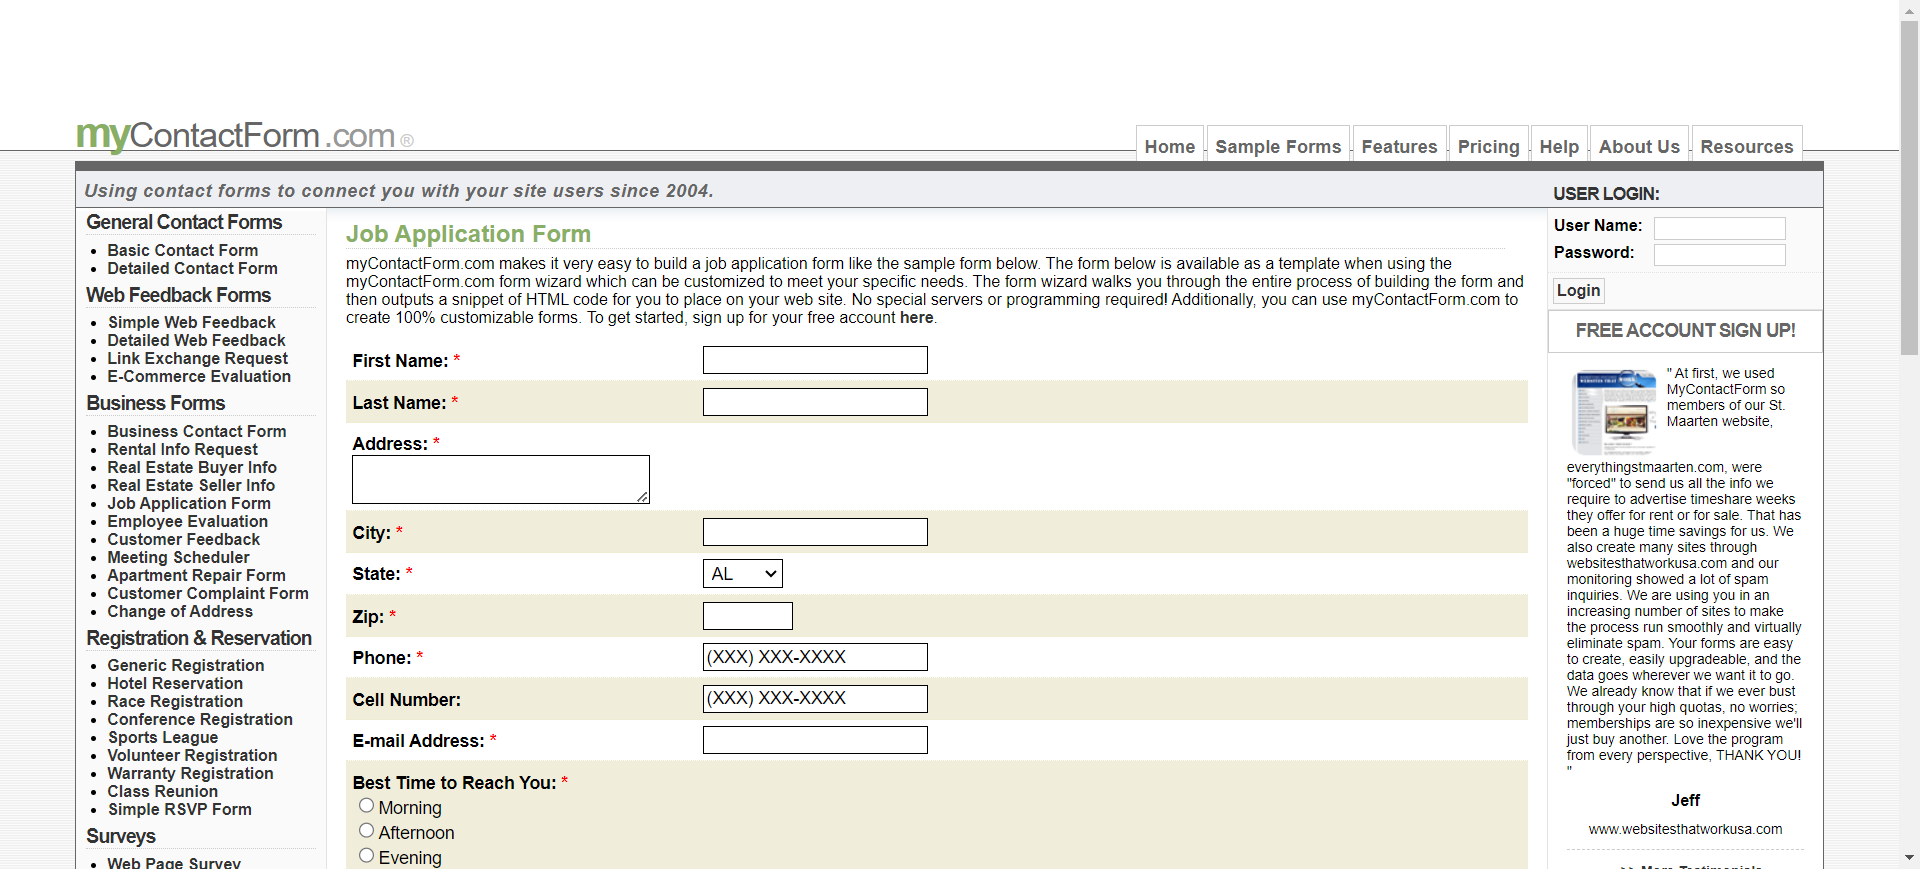 myContactForm.com®
Home
Sample Forms
Features
Pricing
Help
About Us
Resources
Using contact forms to connect you with your site users since 2004.
General Contact Forms
Basic Contact Form
Detailed Contact Form
Web Feedback Forms
Simple Web Feedback
Detailed Web Feedback
Link Exchange Request
E-Commerce Evaluation
Business Forms
Business Contact Form
Rental Info Request
Real Estate Buyer Info
Real Estate Seller Info
Job Application Form
Employee Evaluation
Customer Feedback
Meeting Scheduler
Apartment Repair Form
Customer Complaint Form
Change of Address
Registration & Reservation
Generic Registration
Hotel Reservation
Race Registration
Conference Registration
Sports League
Volunteer Registration
Warranty Registration
Class Reunion
Simple RSVP Form
Surveys
Web Page Survey
Job Application Form
myContactForm.com makes it very easy to build a job application form like the sample form below. The form below is available as a template when using the
myContactForm.com form wizard which can be customized to meet your specific needs. The form wizard walks you through the entire process of building the form and
then outputs a snippet of HTML code for you to place on your web site. No special servers or programming required! Additionally, you can use myContactForm.com to
create 100% customizable forms. To get started, sign up for your free account here.
First Name: *
Last Name: *
Address: *
City: *
State: * AL
Zip: *
Phone: * (XXX) XXX-XXXX
Cell Number: (XXX) XXX-XXXX
E-mail Address: *
Best Time to Reach You: *
Morning
Afternoon
Evening
USER LOGIN:
User Name:
Password:
Login
FREE ACCOUNT SIGN UP!
" At first, we used
MyContactForm so
members of our St.
Maarten website,
everythingstmaarten.com, were
"forced" to send us all the info we
require to advertise timeshare weeks
they offer for rent or for sale. That has
been a huge time savings for us. We
also create many sites through
websitesthatworkusa.com and our
monitoring showed a lot of spam
inquiries. We are using you in an
increasing number of sites to make
the process run smoothly and virtually
eliminate spam. Your forms are easy
to create, easily upgradeable, and the
data goes wherever we want it to go.
We already know that if we ever bust
through your high quotas, no worries;
memberships are so inexpensive we'll
just buy another. Love the program
from every perspective, THANK YOU!
"
Jeff
www.websitesthatworkusa.com
>> More Testimonials